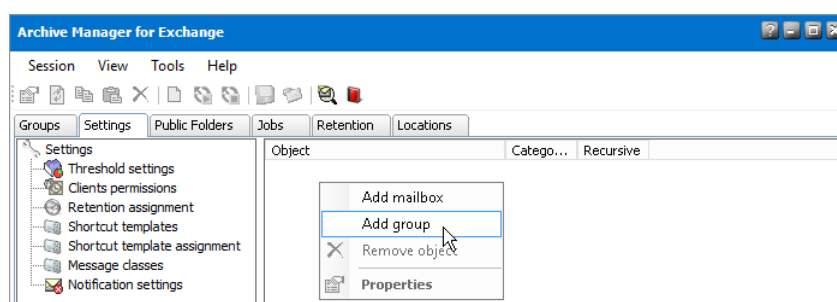 Archive Manager for Exchange
Session View Tools Help
Groups Settings Public Folders Jobs Retention Locations
Settings
Threshold settings
Clients permissions
Retention assignment
Shortcut templates
Shortcut template assignment
Message classes
Notification settings
Object Catego... Recursive
Add mailbox
Add group
Remove object
Properties